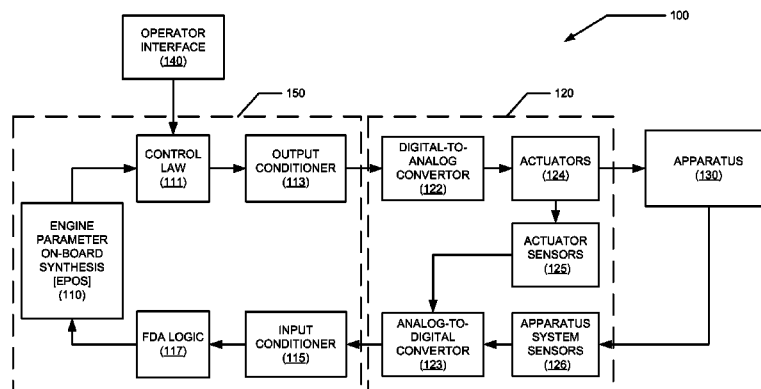 100
OPERATOR
INTERFACE
(140)
150
120
CONTROL
LAW
(111)
OUTPUT
CONDITIONER
(113)
DIGITAL-TO-
ANALOG
CONVERTOR
(122)
ACTUATORS
(124)
APPARATUS
(130)
ENGINE
PARAMETER
ON-BOARD
SYNTHESIS
[EPOS]
(110)
ACTUATOR
SENSORS
(125)
FDA LOGIC
(117)
INPUT
CONDITIONER
(115)
ANALOG-TO-
DIGITAL
CONVERTOR
(123)
APPARATUS
SYSTEM
SENSORS
(126)